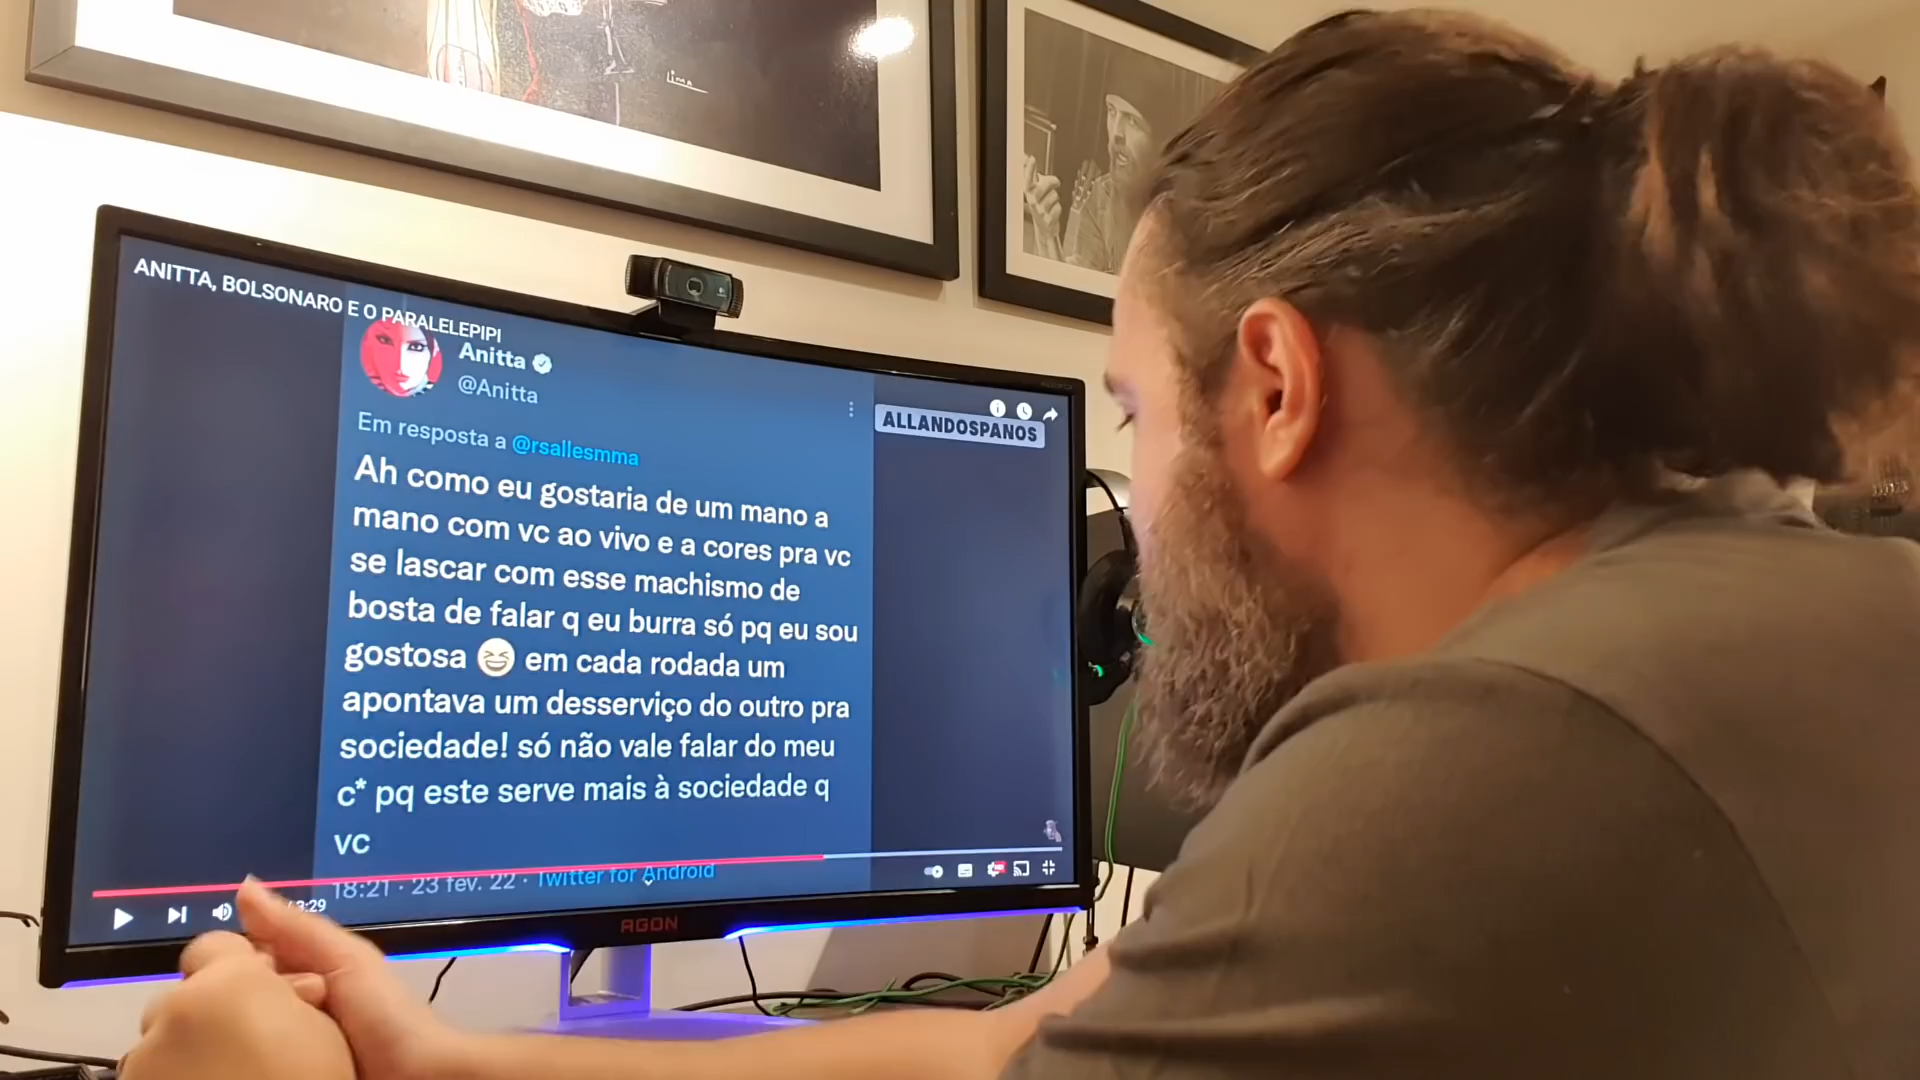 Lima
ANITTA, BOLSONARO E O PARALELEPIPI
Anitta
@Anitta
ALLANDOSPANOS
Em resposta a @rsallesmma
Ah como eu gostaria de um mano a
mano com vc ao vivo e a cores pra vc
se lascar com esse machismo de
bosta de falar q eu burra só pq eu sou
gostosa 😆 em cada rodada um
apontava um desserviço do outro pra
sociedade! só não vale falar do meu
c* pq este serve mais à sociedade q
vc
18:21 · 23 fev. 22 · Twitter for Android
/ 3:29
AGON